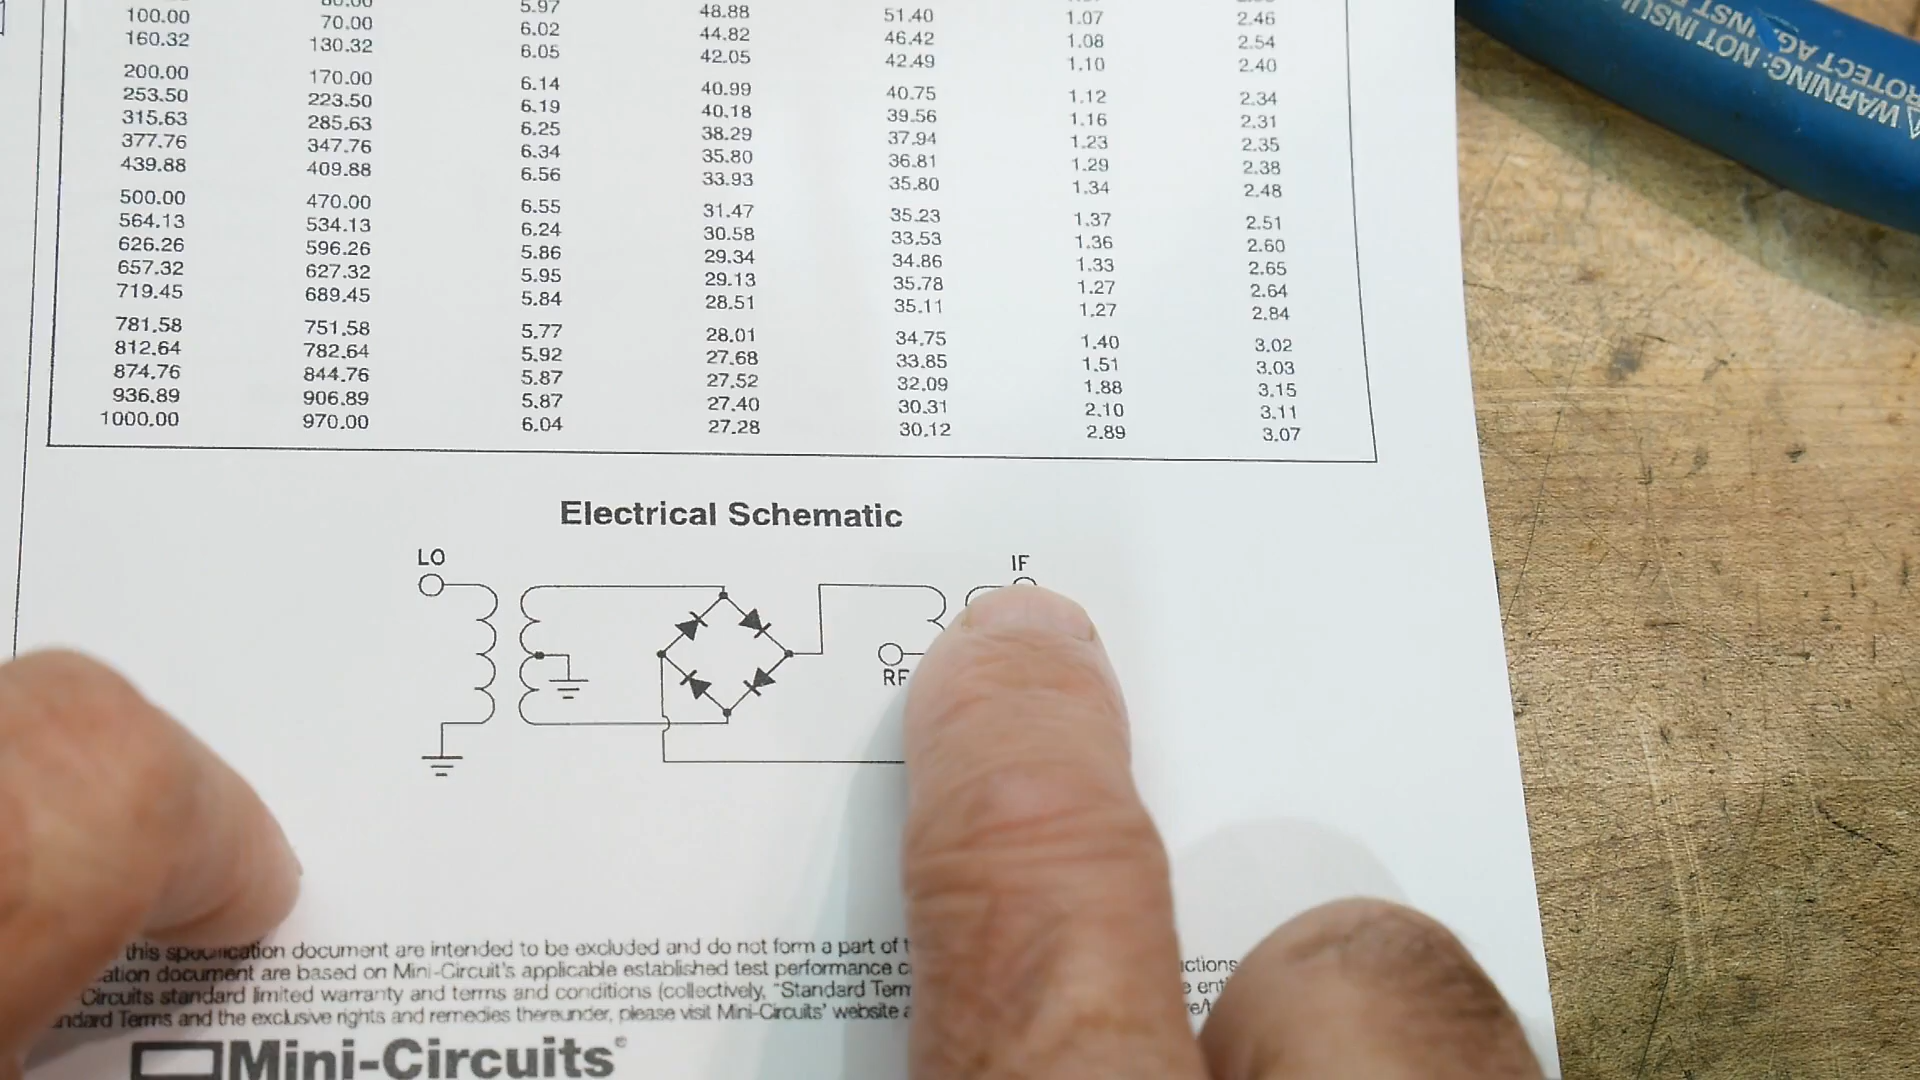 100.00 70.00 6.02 44.82 46.42 1.08 2.54
160.32 130.32 6.05 42.05 42.49 1.10 2.40
200.00 170.00 6.14 40.99 40.75 1.12 2.34
253.50 223.50 6.19 40.18 39.56 1.16 2.31
315.63 285.63 6.25 38.29 37.94 1.23 2.35
377.76 347.76 6.34 35.80 36.81 1.29 2.38
439.88 409.88 6.56 33.93 35.80 1.34 2.48
500.00 470.00 6.55 31.47 35.23 1.37 2.51
564.13 534.13 6.24 30.58 33.53 1.36 2.60
626.26 596.26 5.86 29.34 34.86 1.33 2.65
657.32 627.32 5.95 29.13 35.78 1.27 2.64
719.45 689.45 5.84 28.51 35.11 1.27 2.84
781.58 751.58 5.77 28.01 34.75 1.40 3.02
812.64 782.64 5.92 27.68 33.85 1.51 3.03
874.76 844.76 5.87 27.52 32.09 1.88 3.15
936.89 906.89 5.87 27.40 30.31 2.10 3.11
1000.00 970.00 6.04 27.28 30.12 2.89 3.07
Electrical Schematic
LO
IF
RF
this specification document are intended to be excluded and do not form a part of
document are based on Mini-Circuit's applicable established test performance
Circuits standard limited warranty and terms and conditions (collectively, "Standard
Terms and the exclusive rights and remedies thereunder, please visit Mini-Circuits' website
Mini-Circuits®
WARNING: NOT INSUL